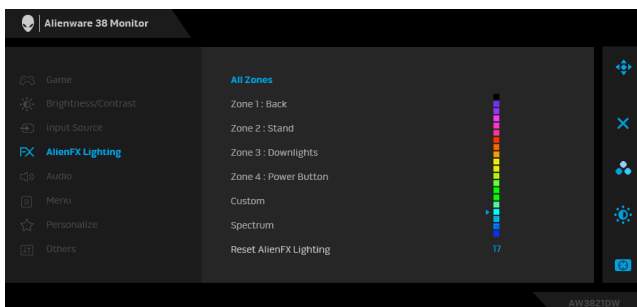 Alienware 38 Monitor
Game
Brightness/Contrast
Input Source
FX AlienFX Lighting
Audio
Menu
Personalize
Others
All Zones
Zone 1 : Back
Zone 2 : Stand
Zone 3 : Downlights
Zone 4 : Power Button
Custom
Spectrum
Reset AlienFX Lighting
17
AW3821DW